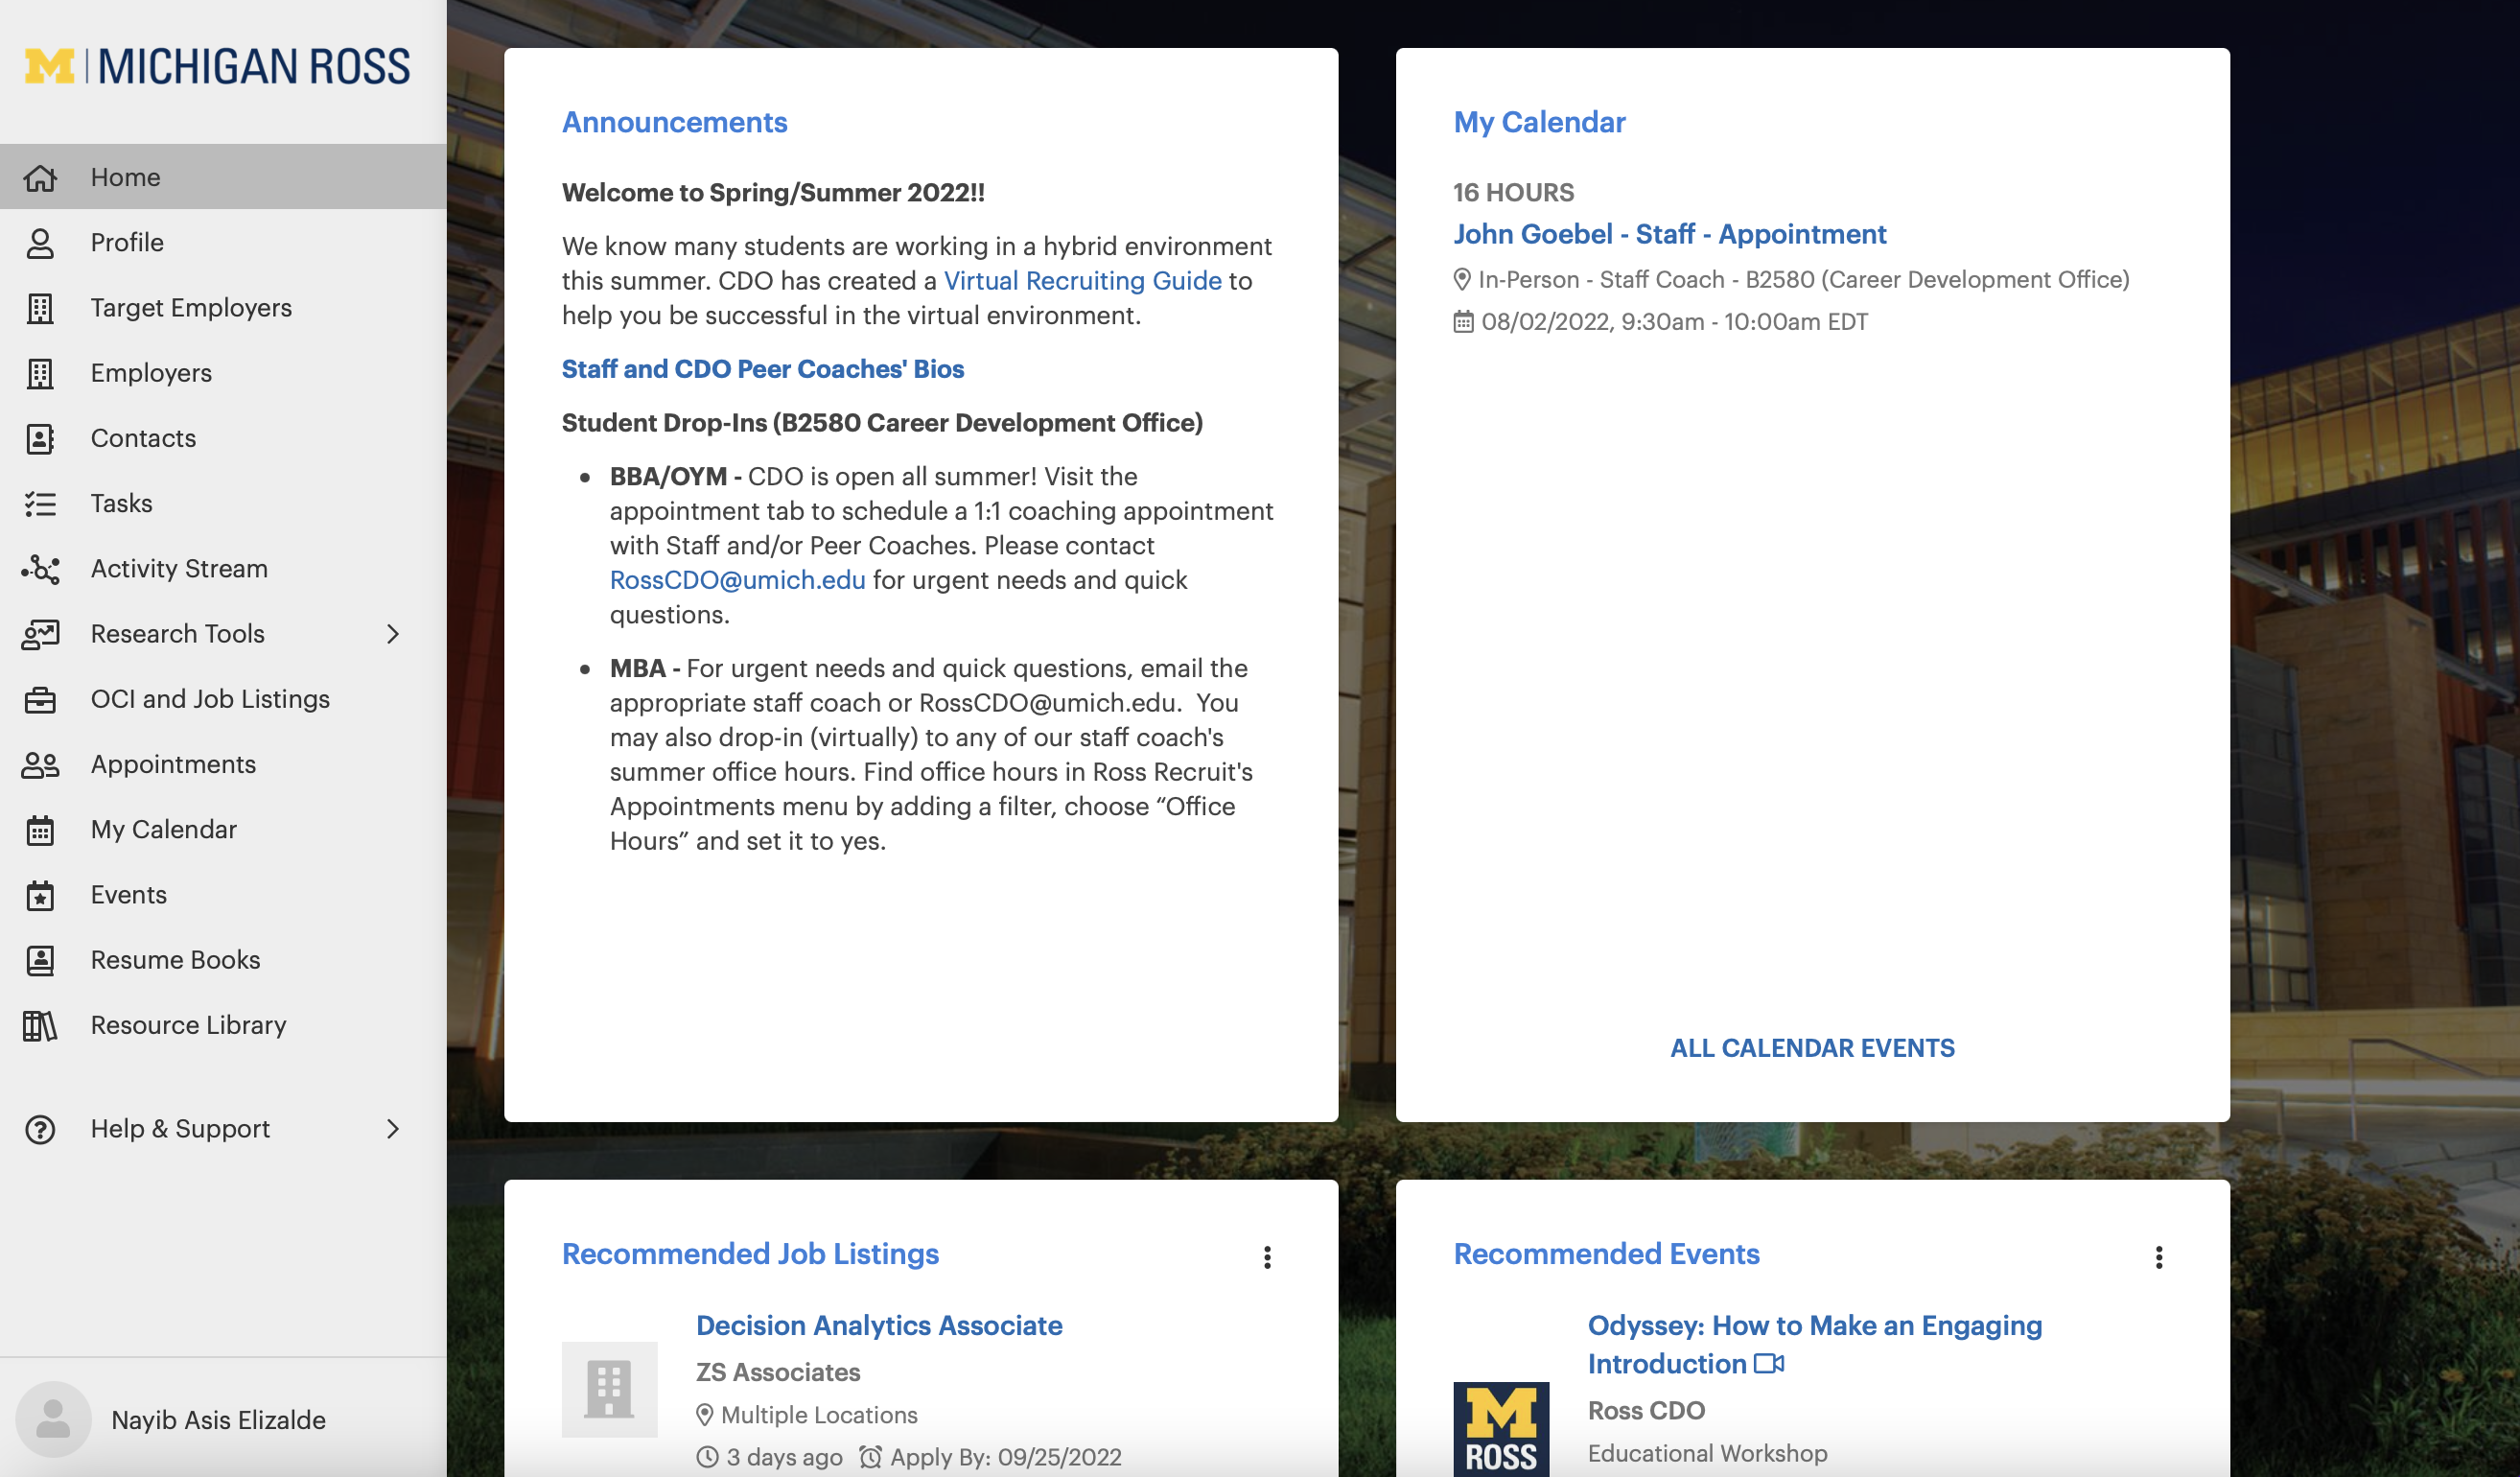 M | MICHIGAN ROSS
Home
Profile
Target Employers
Employers
Contacts
Tasks
Activity Stream
Research Tools
OCI and Job Listings
Appointments
My Calendar
Events
Resume Books
Resource Library
Help & Support
Nayib Asis Elizalde
Announcements
Welcome to Spring/Summer 2022!!
We know many students are working in a hybrid environment
this summer. CDO has created a Virtual Recruiting Guide to
help you be successful in the virtual environment.
Staff and CDO Peer Coaches' Bios
Student Drop-Ins (B2580 Career Development Office)
• BBA/OYM - CDO is open all summer! Visit the
appointment tab to schedule a 1:1 coaching appointment
with Staff and/or Peer Coaches. Please contact
RossCDO@umich.edu for urgent needs and quick
questions.
• MBA - For urgent needs and quick questions, email the
appropriate staff coach or RossCDO@umich.edu.  You
may also drop-in (virtually) to any of our staff coach's
summer office hours. Find office hours in Ross Recruit's
Appointments menu by adding a filter, choose “Office
Hours” and set it to yes.
My Calendar
16 HOURS
John Goebel - Staff - Appointment
In-Person - Staff Coach - B2580 (Career Development Office)
08/02/2022, 9:30am - 10:00am EDT
ALL CALENDAR EVENTS
Recommended Job Listings
Decision Analytics Associate
ZS Associates
Multiple Locations
3 days ago Apply By: 09/25/2022
Recommended Events
Odyssey: How to Make an Engaging
Introduction
Ross CDO
Educational Workshop
M
ROSS